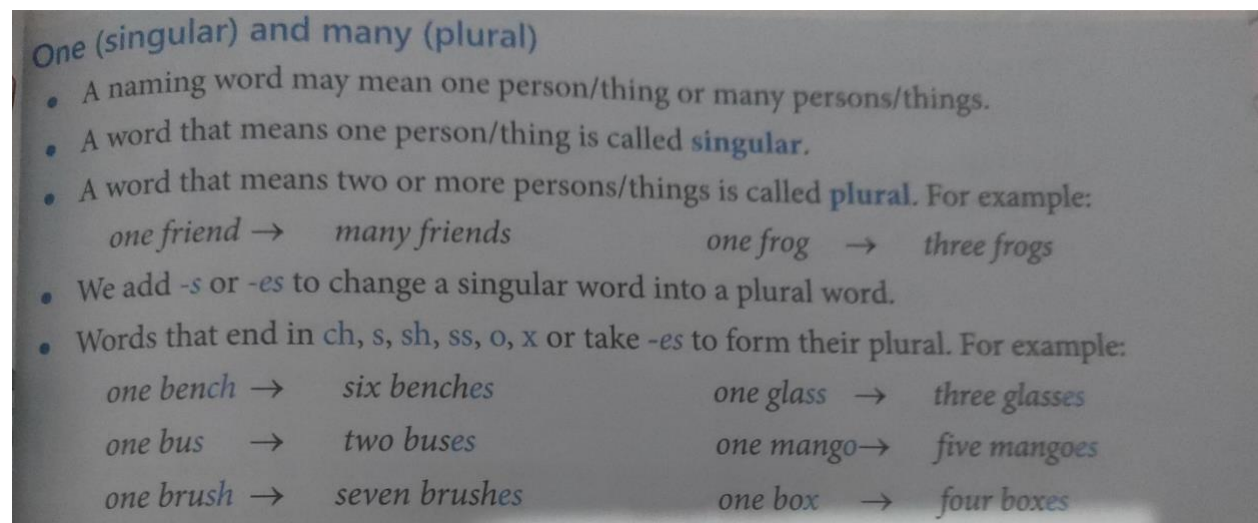 One (singular) and many (plural)
• A naming word may mean one person/thing or many persons/things.
• A word that means one person/thing is called singular.
• A word that means two or more persons/things is called plural. For example:
one friend → many friends one frog → three frogs
• We add -s or -es to change a singular word into a plural word.
• Words that end in ch, s, sh, ss, o, x or take -es to form their plural. For example:
one bench → six benches one glass → three glasses
one bus → two buses one mango→ five mangoes
one brush → seven brushes one box → four boxes